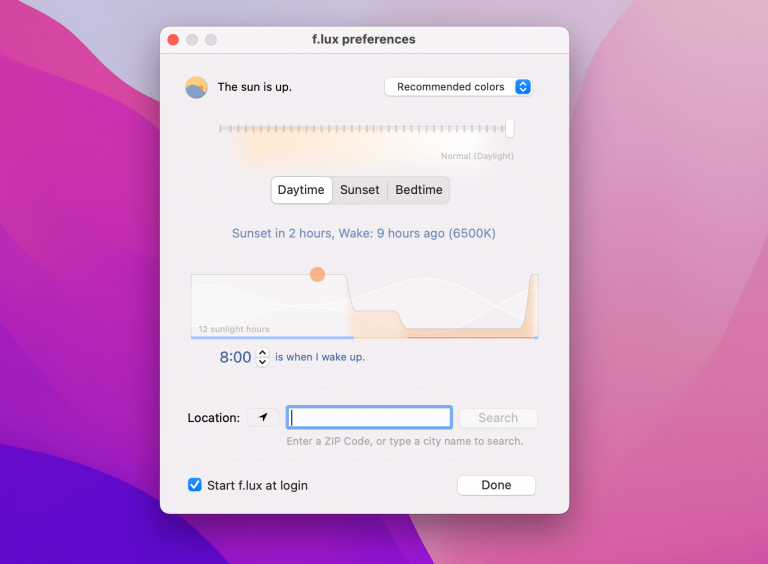 f.lux preferences
The sun is up.
Recommended colors
Normal (Daylight)
Daytime Sunset Bedtime
Sunset in 2 hours, Wake: 9 hours ago (6500K)
12 sunlight hours
8:00 is when I wake up.
Location: Search
Enter a ZIP Code, or type a city name to search.
Start f.lux at login Done